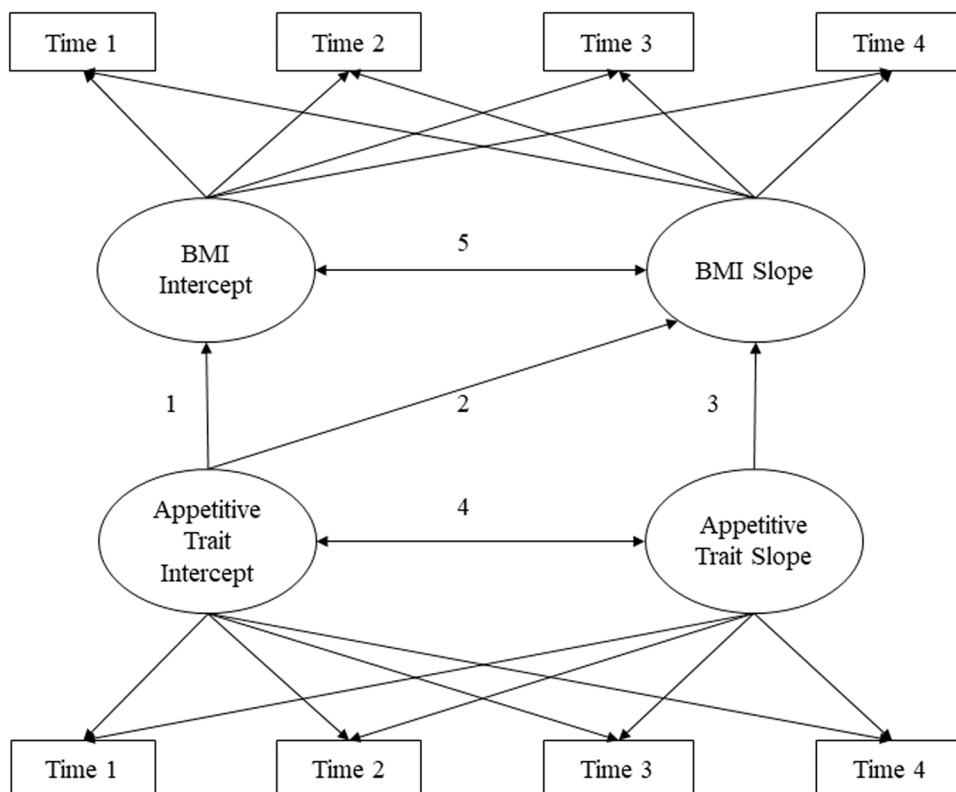 Time 1
Time 2
Time 3
Time 4
BMI
Intercept
5
BMI Slope
1
2
3
Appetitive
Trait
Intercept
4
Appetitive
Trait Slope
Time 1
Time 2
Time 3
Time 4